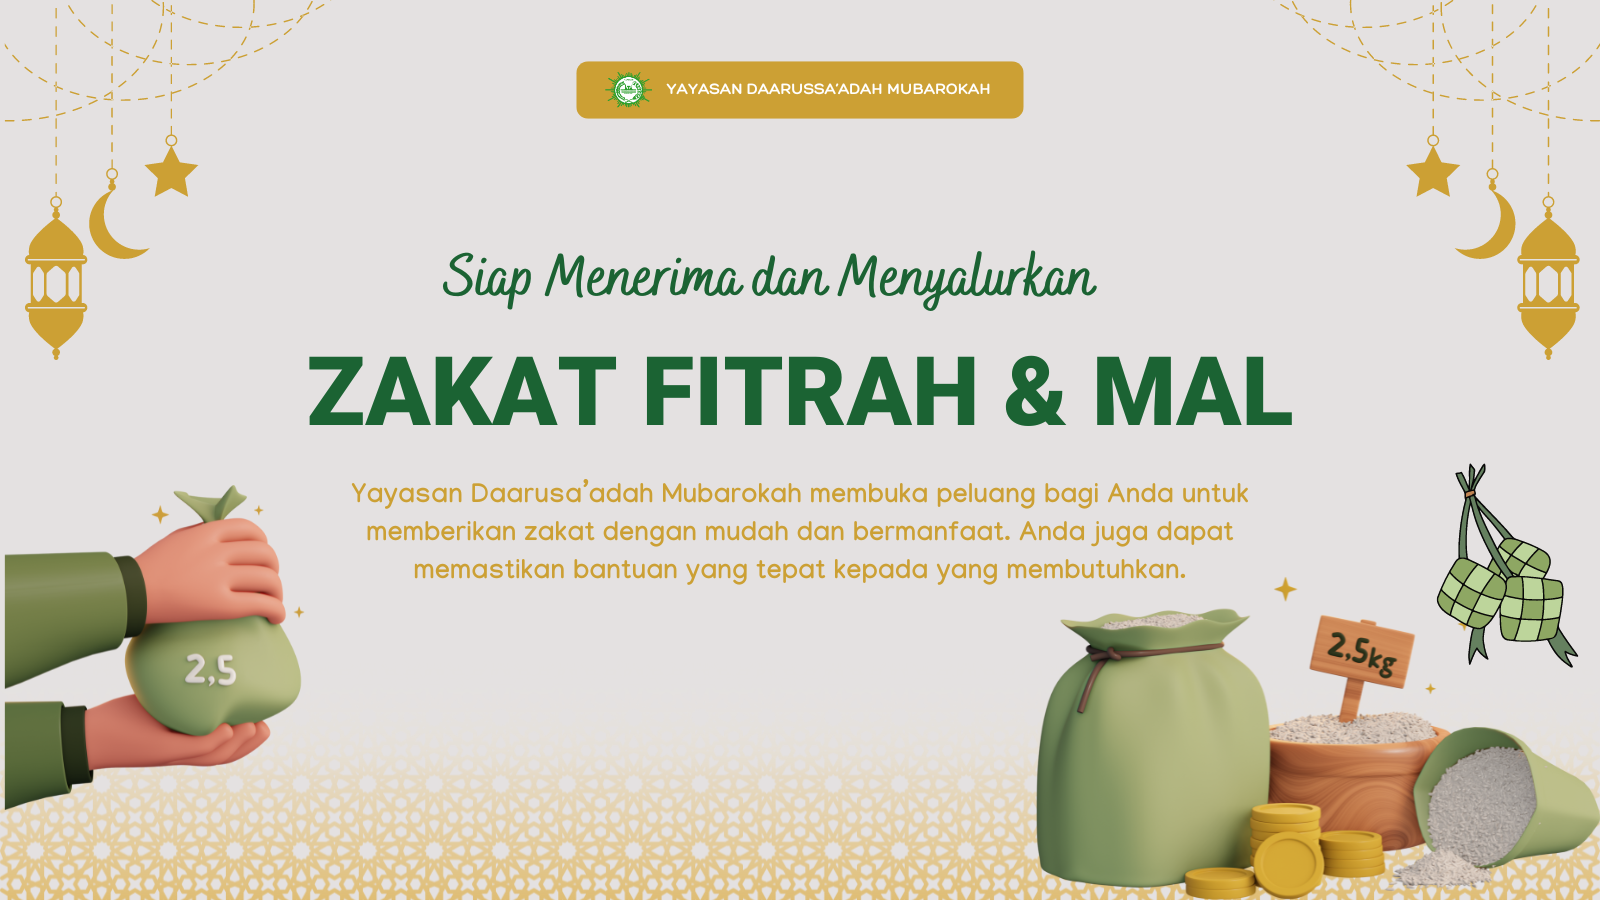 YAYASAN DAARUSSA'ADAH MUBAROKAH
Siap Menerima dan Menyalurkan
ZAKAT FITRAH & MAL
Yayasan Daarusa'adah Mubarokah membuka peluang bagi Anda untuk
memberikan zakat dengan mudah dan bermanfaat. Anda juga dapat
memastikan bantuan yang tepat kepada yang membutuhkan.
2,5
2,5kg